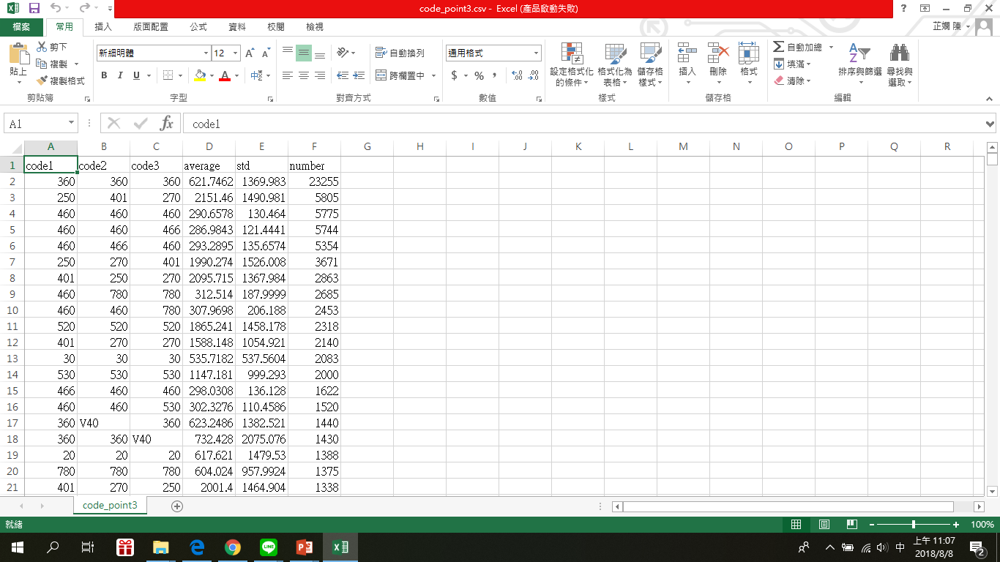 code_point3.csv - Excel (產品啟動失敗)
檔案 常用 插入 版面配置 公式 資料 校閱 檢視 芷嫻 陳
貼上 剪下 複製 複製格式 剪貼簿
新細明體 12 A A B I U A 中 字型
自動換列 跨欄置中 對齊方式
通用格式 $ % , .0 .00 .00 .0 數值
設定格式化的條件 格式化為表格 儲存格樣式 樣式
插入 刪除 格式 儲存格
自動加總 填滿 清除 排序與篩選 尋找與選取 編輯
A1 fx code1
A B C D E F G H I J K L M N O P Q R
1 code1 code2 code3 average std number
2 360 360 360 621.7462 1369.983 23255
3 250 401 270 2151.46 1490.981 5805
4 460 460 460 290.6578 130.464 5775
5 460 460 466 286.9843 121.4441 5744
6 460 466 460 293.2895 135.6574 5354
7 250 270 401 1990.274 1526.008 3671
8 401 250 270 2095.715 1367.984 2863
9 460 780 780 312.514 187.9999 2685
10 460 460 780 307.9698 206.188 2453
11 520 520 520 1865.241 1458.178 2318
12 401 270 270 1588.148 1054.921 2140
13 30 30 30 535.7182 537.5604 2083
14 530 530 530 1147.181 999.293 2000
15 466 460 460 298.0308 136.128 1622
16 460 460 530 302.3276 110.4586 1520
17 360 V40 360 623.2486 1382.521 1440
18 360 360 V40 732.428 2075.076 1430
19 20 20 20 617.621 1479.53 1388
20 780 780 780 604.024 957.9924 1375
21 401 270 250 2001.4 1464.904 1338
code_point3
就緒 100%
中 上午 11:07
2018/8/8 2